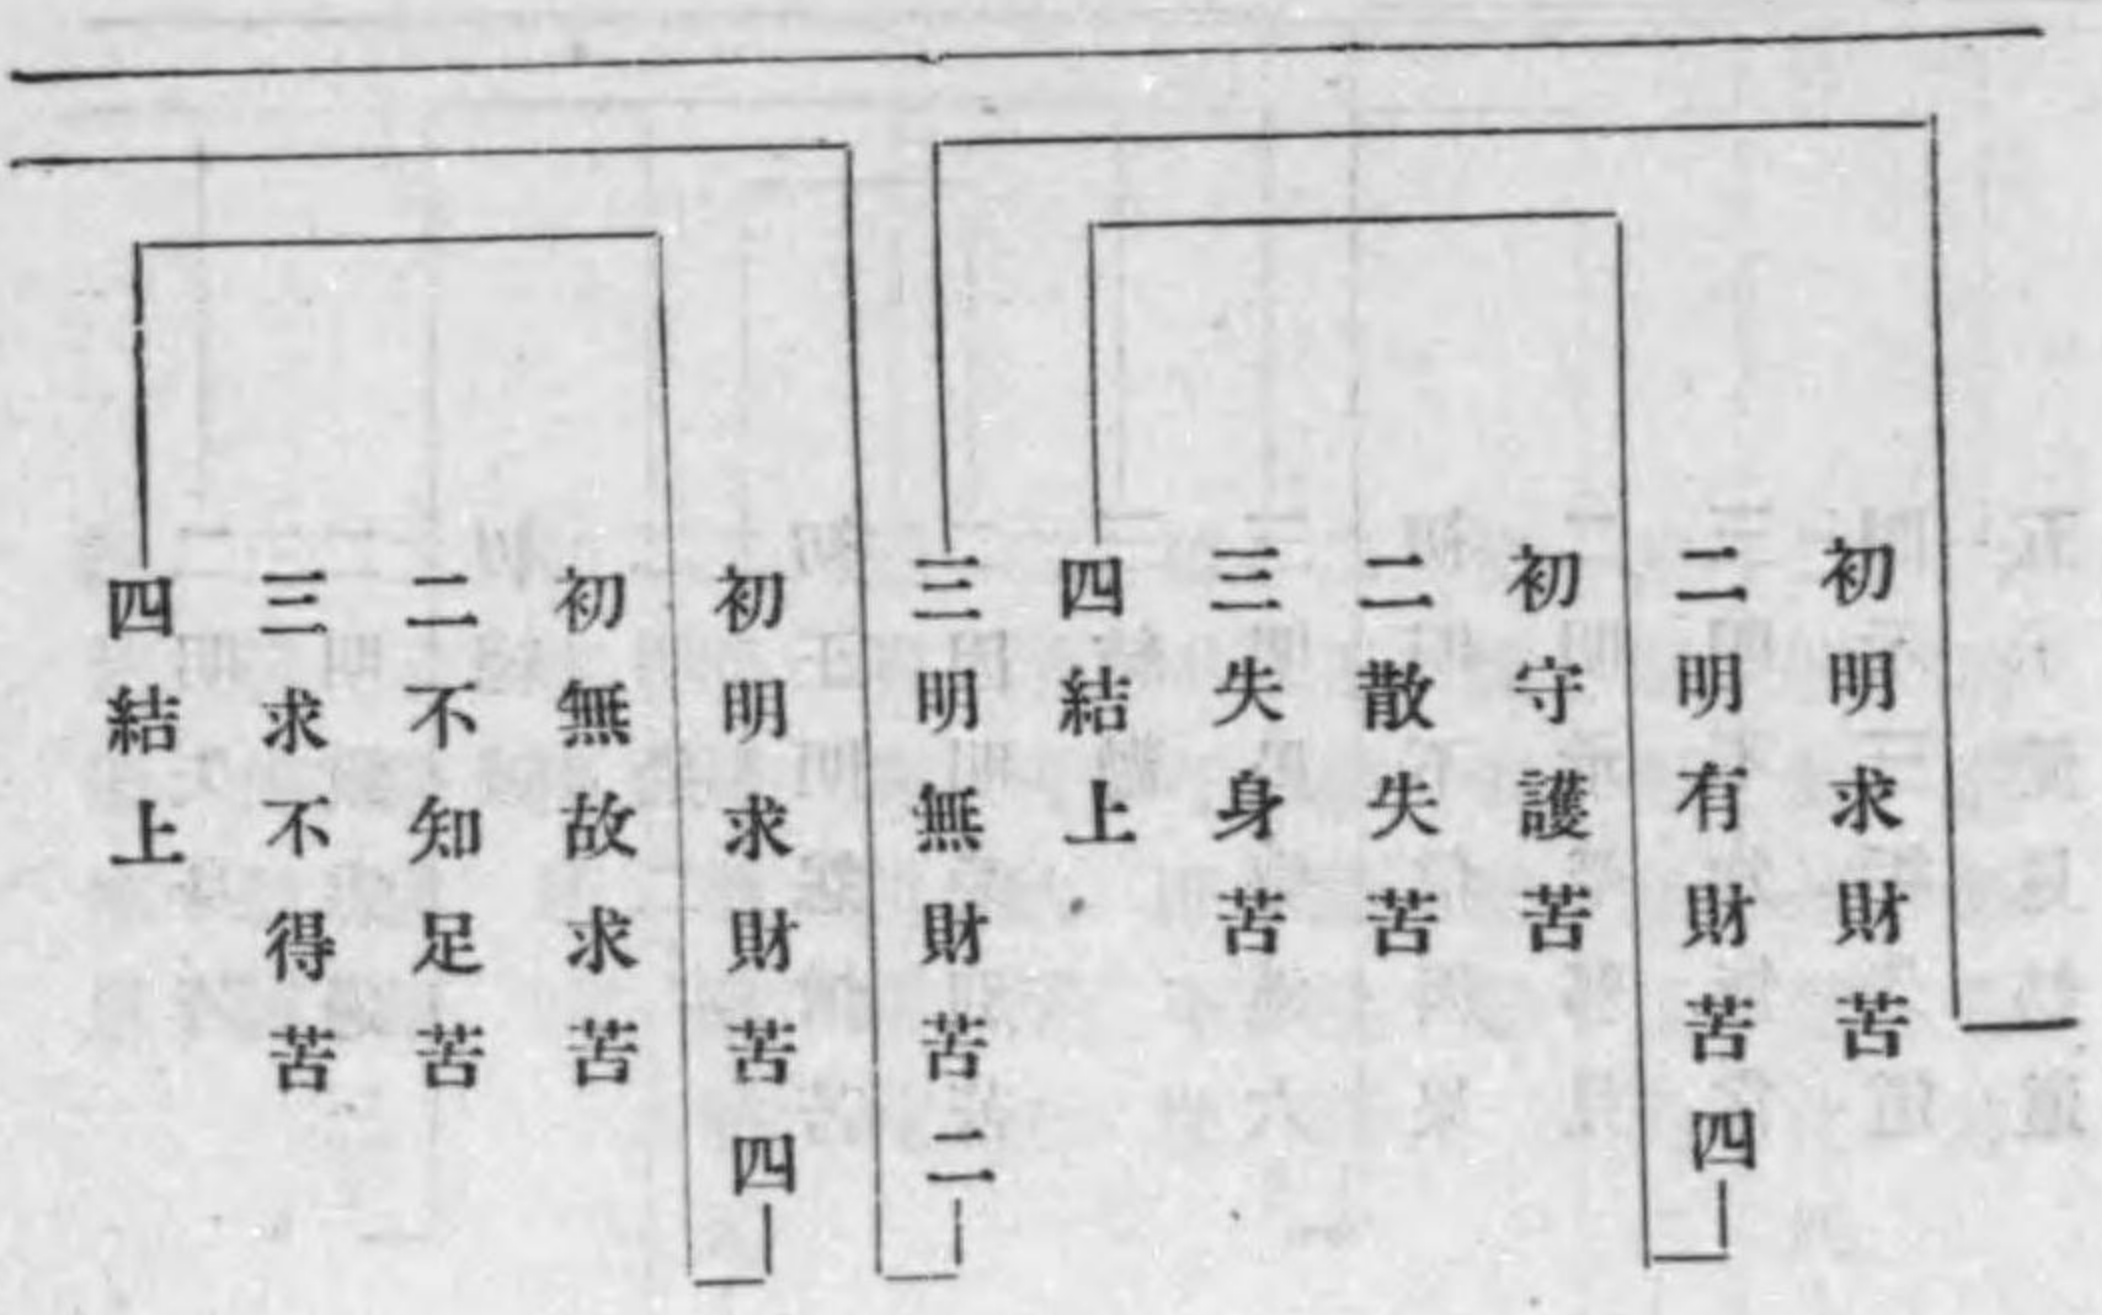 初明求財苦
二明有財苦四
初守護苦
二散失苦
三失身苦
四結上
三明無財苦二
初明求財苦四
初無故求苦
二不知足苦
三求不得苦
四結上